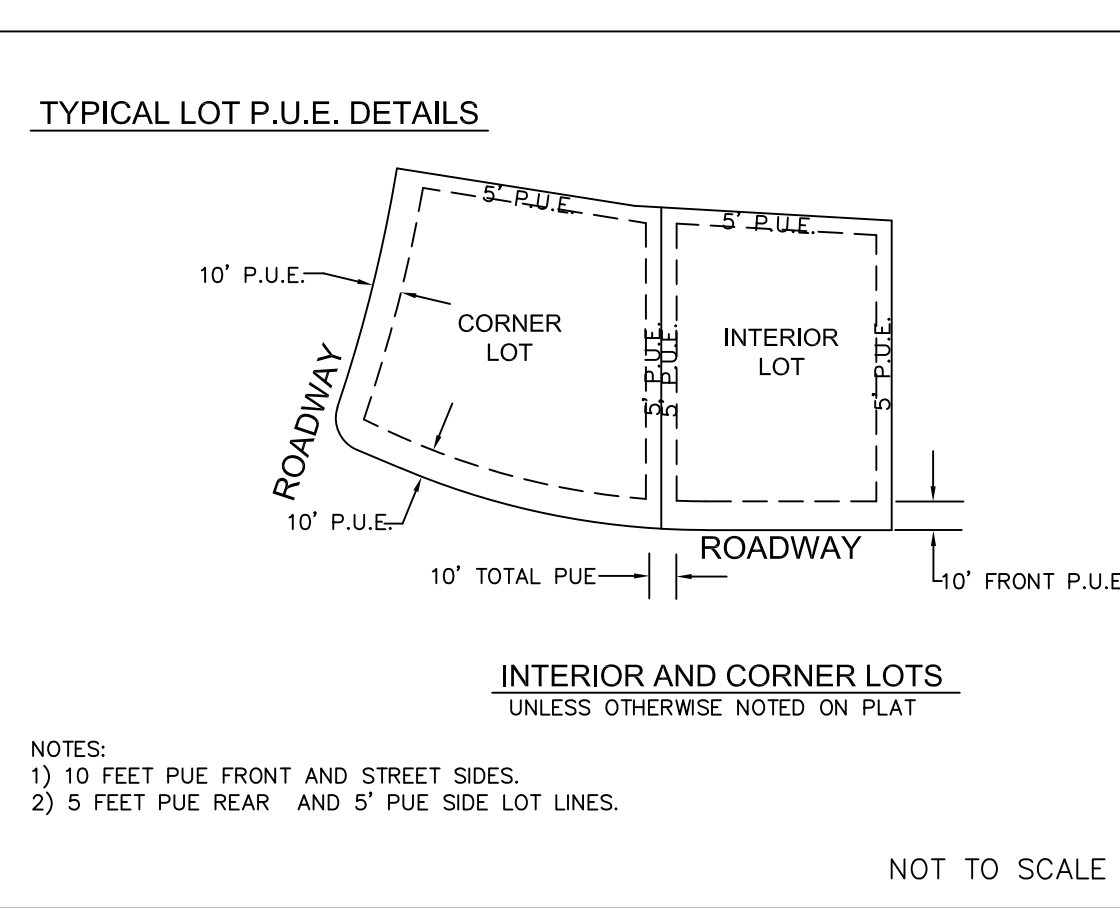 TYPICAL LOT P.U.E. DETAILS
5' P.U.E.
5' P.U.E.
10' P.U.E.
CORNER
LOT
INTERIOR
LOT
5' P.U.E.
5' P.U.E.
5' P.U.E.
ROADWAY
10' P.U.E.
ROADWAY
10' TOTAL PUE
10' FRONT P.U.E
INTERIOR AND CORNER LOTS
UNLESS OTHERWISE NOTED ON PLAT
NOTES:
1) 10 FEET PUE FRONT AND STREET SIDES.
2) 5 FEET PUE REAR AND 5' PUE SIDE LOT LINES.
NOT TO SCALE